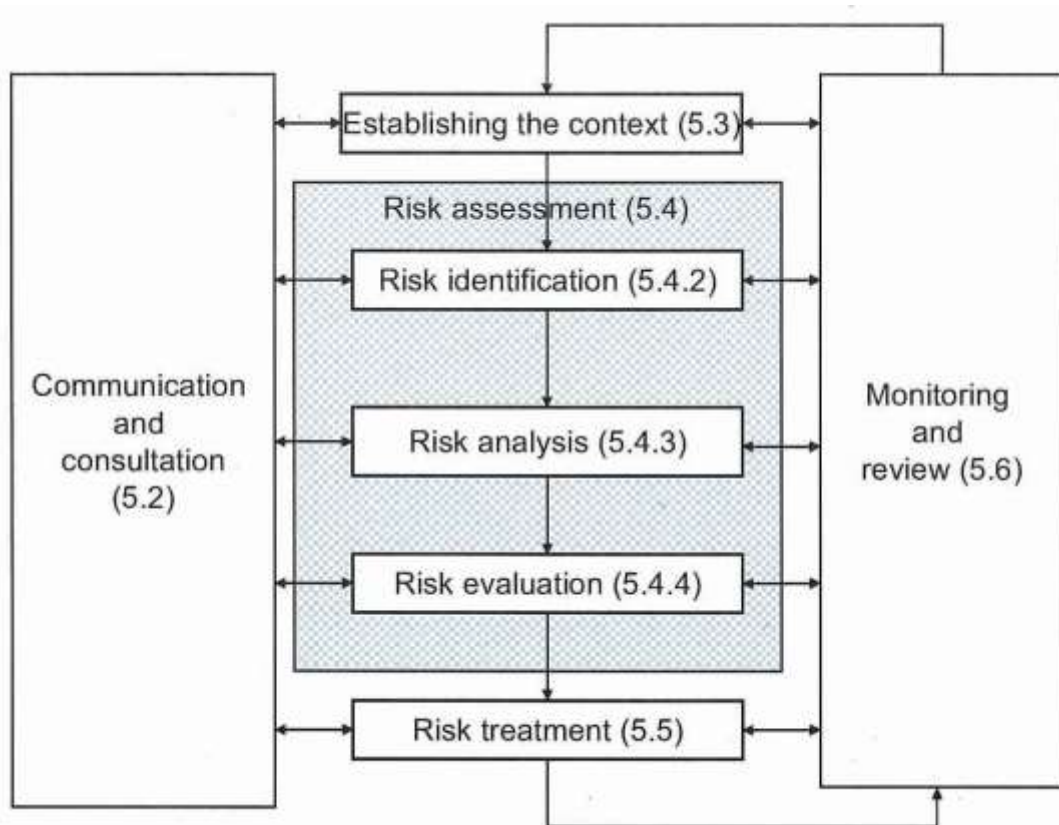 Establishing the context (5.3)
Risk assessment (5.4)
Risk identification (5.4.2)
Communication
and
consultation
(5.2)
Risk analysis (5.4.3)
Monitoring
and
review (5.6)
Risk evaluation (5.4.4)
Risk treatment (5.5)